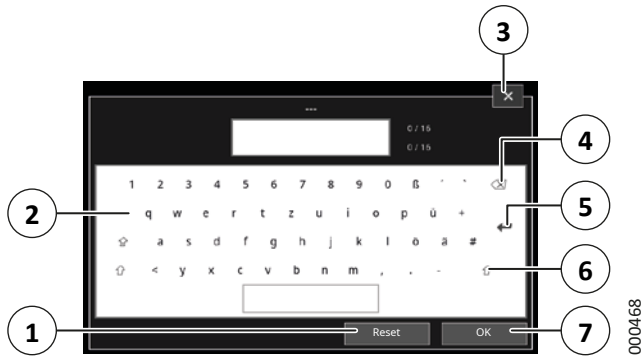 3
×
---
0 / 16
0 / 16
4
1 2 3 4 5 6 7 8 9 0 ß ´ `
2
q w e r t z u i o p ü +
5
a s d f g h j k l ö ä #
< y x c v b n m , . -
6
1
Reset
OK
7
000468